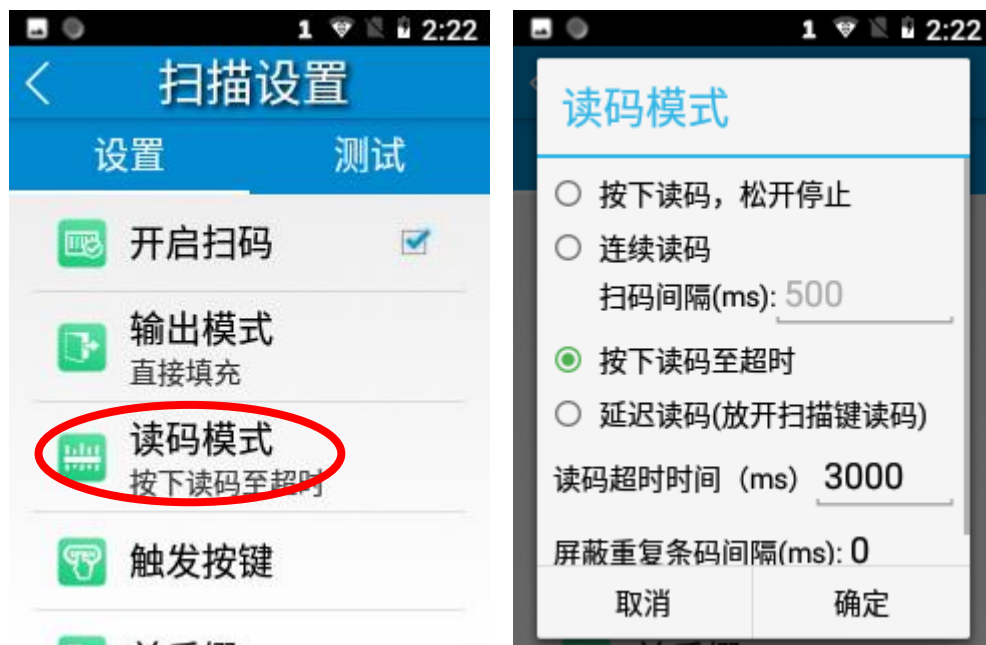 1 2:22
扫描设置
设置 测试
开启扫码
输出模式
直接填充
读码模式
按下读码至超时
触发按键
1 2:22
读码模式
按下读码，松开停止
连续读码
扫码间隔(ms): 500
按下读码至超时
延迟读码(放开扫描键读码)
读码超时时间（ms） 3000
屏蔽重复条码间隔(ms): 0
取消 确定